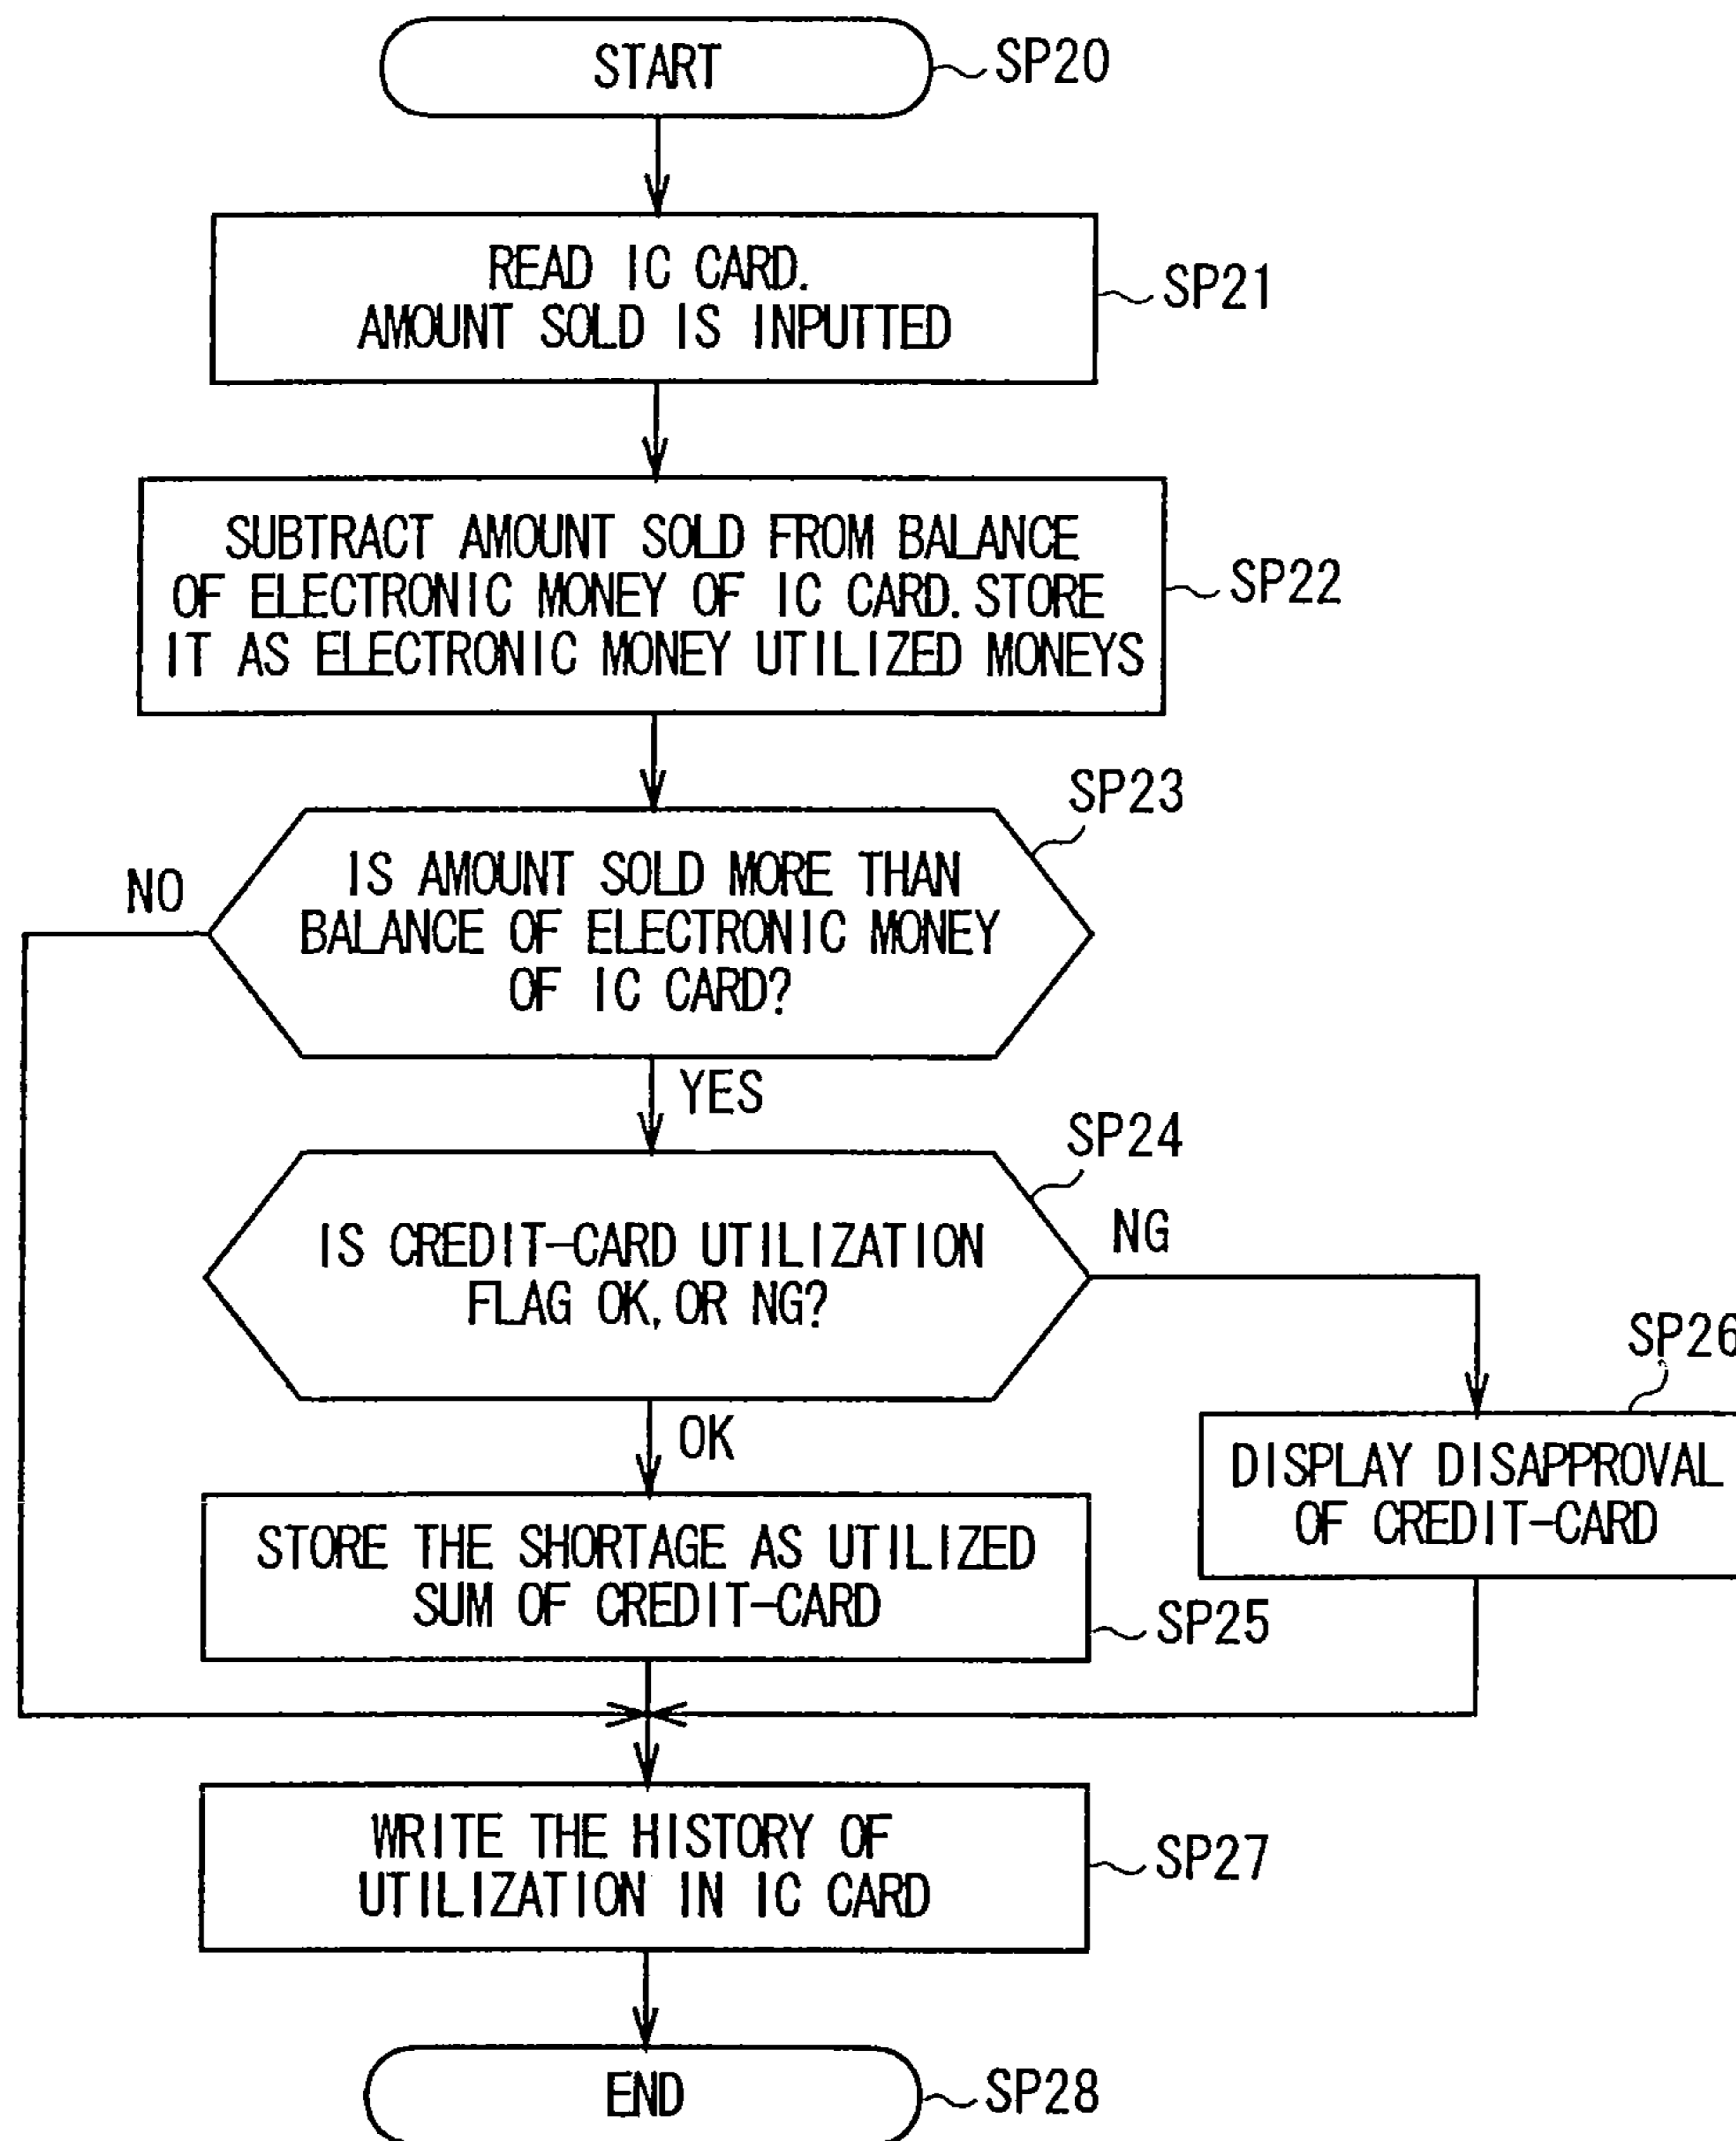 START
SP20
READ IC CARD.
AMOUNT SOLD IS INPUTTED
SP21
SUBTRACT AMOUNT SOLD FROM BALANCE
OF ELECTRONIC MONEY OF IC CARD. STORE
IT AS ELECTRONIC MONEY UTILIZED MONEYS
SP22
SP23
NO
IS AMOUNT SOLD MORE THAN
BALANCE OF ELECTRONIC MONEY
OF IC CARD?
YES
SP24
IS CREDIT-CARD UTILIZATION
FLAG OK, OR NG?
NG
OK
SP26
DISPLAY DISAPPROVAL
OF CREDIT-CARD
STORE THE SHORTAGE AS UTILIZED
SUM OF CREDIT-CARD
SP25
WRITE THE HISTORY OF
UTILIZATION IN IC CARD
SP27
END
SP28